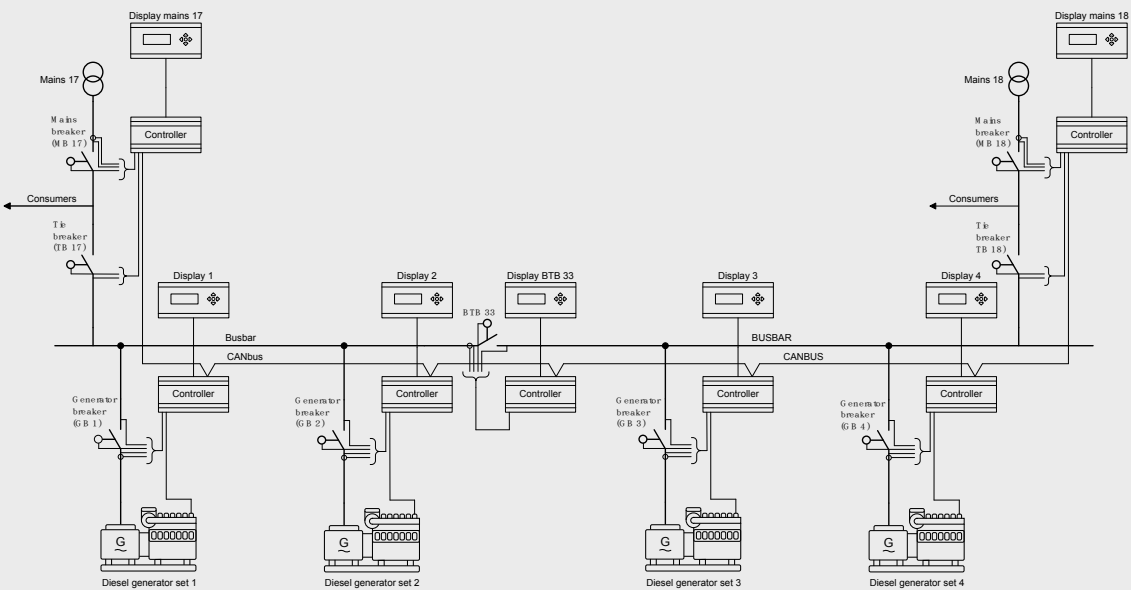 Display mains 17
Display mains 18
Mains 17
Mains 18
Mains
breaker
(MB 17)
Controller
Mains
breaker
(MB 18)
Controller
Consumers
Consumers
Tie
breaker
(TB 17)
Tie
breaker
TB 18)
Display 1
Display 2
Display BTB 33
Display 3
Display 4
BTB 33
Busbar
BUSBAR
CANbus
CANBUS
Controller
Controller
Controller
Controller
Controller
Generator
breaker
(GB 1)
Generator
breaker
(GB 2)
Generator
breaker
(GB 3)
Generator
breaker
(GB 4)
G
~
G
~
G
~
G
~
Diesel generator set 1
Diesel generator set 2
Diesel generator set 3
Diesel generator set 4